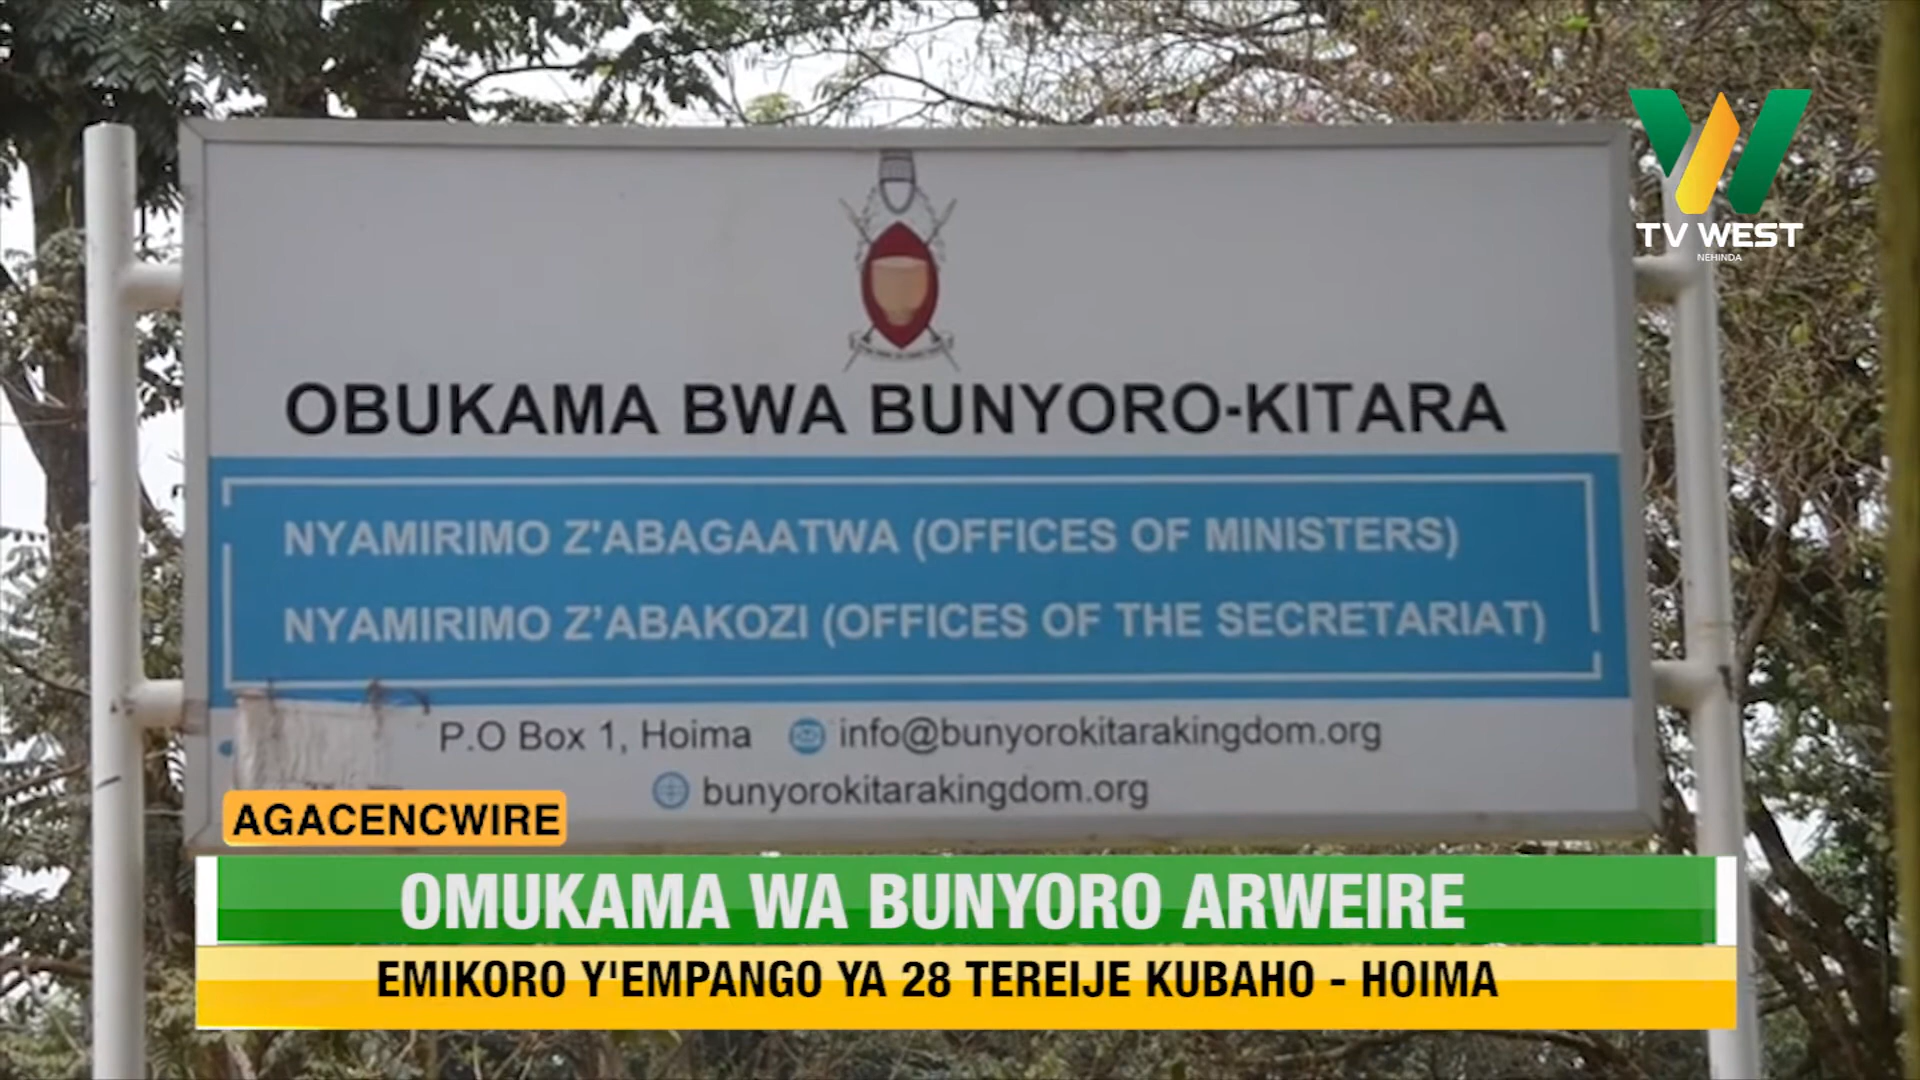 TV WEST
NEHINDA
OBUKAMA BWA BUNYORO-KITARA
NYAMIRIMO Z'ABAGAATWA (OFFICES OF MINISTERS)
NYAMIRIMO Z'ABAKOZI (OFFICES OF THE SECRETARIAT)
P.O Box 1, Hoima info@bunyorokitarakingdom.org
bunyorokitarakingdom.org
AGACENCWIRE
OMUKAMA WA BUNYORO ARWEIRE
EMIKORO Y'EMPANGO YA 28 TEREIJE KUBAHO - HOIMA